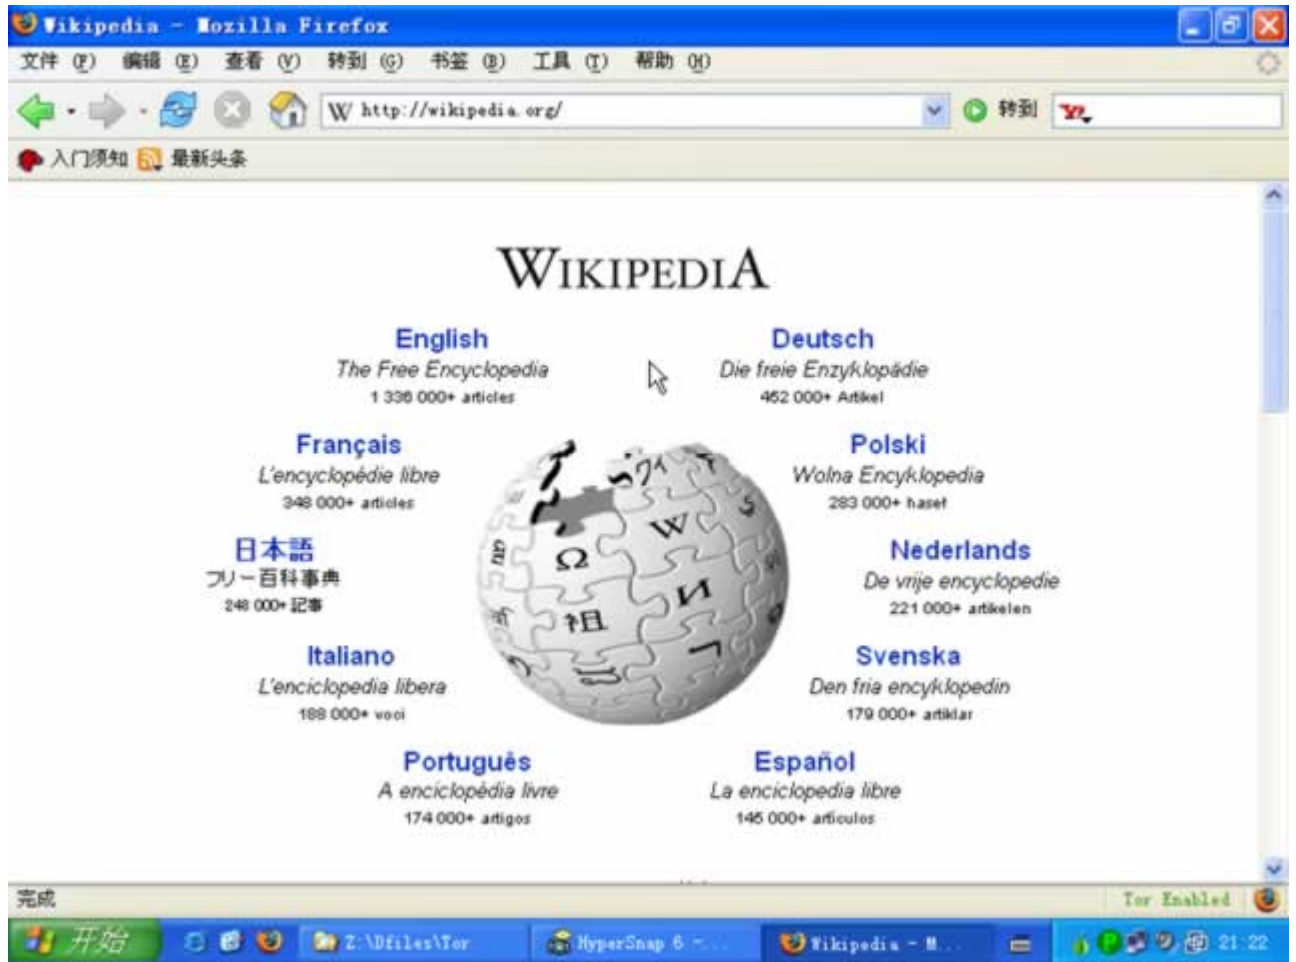 Wikipedia - Mozilla Firefox
文件 (F) 编辑 (E) 查看 (V) 转到 (G) 书签 (B) 工具 (T) 帮助 (H)
http://wikipedia.org/ 转到
入门须知 最新头条
WIKIPEDIA
English Deutsch
The Free Encyclopedia Die freie Enzyklopädie
1 336 000+ articles 452 000+ Artikel
Français Polski
L'encyclopédie libre Wolna Encyklopedia
348 000+ articles 283 000+ haseł
日本語 Nederlands
フリー百科事典 De vrije encyclopedie
248 000+ 記事 221 000+ artikelen
Italiano Svenska
L'enciclopedia libera Den fria encyklopedin
188 000+ voci 179 000+ artiklar
Português Español
A enciclopédia livre La enciclopedia libre
174 000+ artigos 145 000+ artículos
完成 Tor Enabled
开始 Z:\Dfiles\Tor HyperSnap 6 -... Wikipedia - M... 21:22